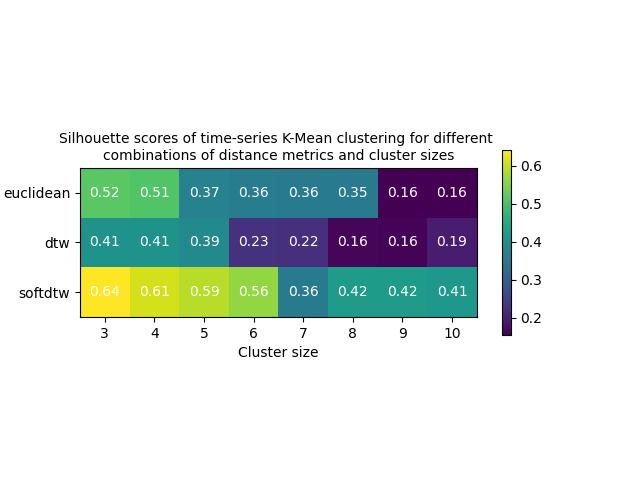 Silhouette scores of time-series K-Mean clustering for different
combinations of distance metrics and cluster sizes
euclidean 0.52 0.51 0.37 0.36 0.36 0.35 0.16 0.16
dtw 0.41 0.41 0.39 0.23 0.22 0.16 0.16 0.19
softdtw 0.64 0.61 0.59 0.56 0.36 0.42 0.42 0.41
3 4 5 6 7 8 9 10
Cluster size
0.6
0.5
0.4
0.3
0.2